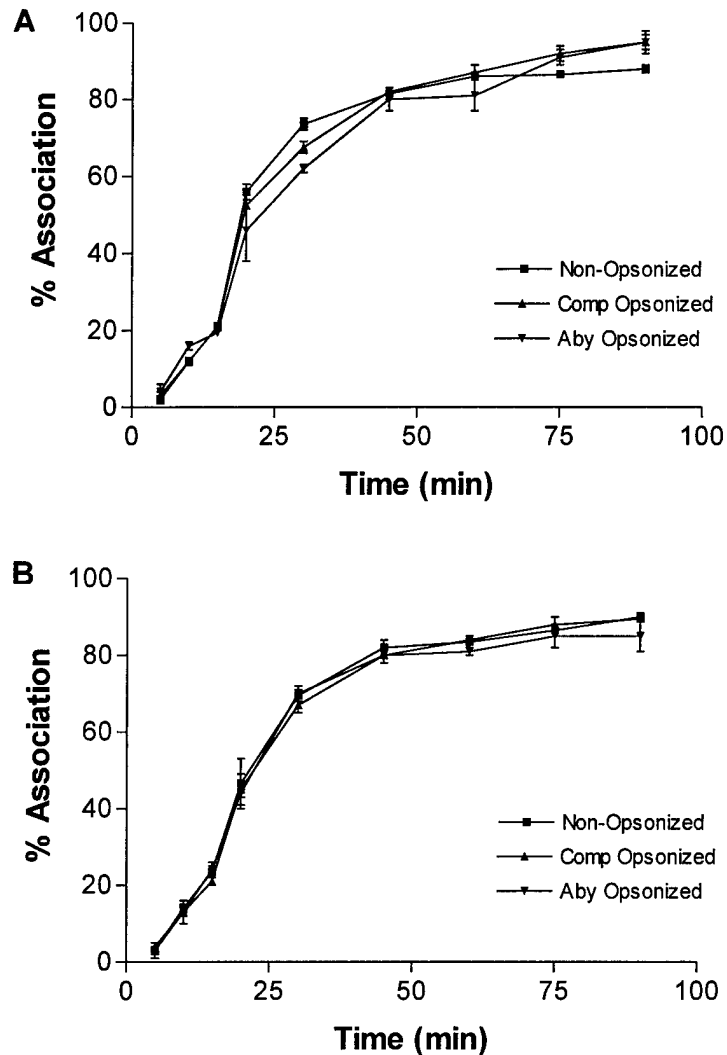 A
100
80
60
40
20
0
% Association
Non-Opsonized
Comp Opsonized
Aby Opsonized
0 25 50 75 100
Time (min)
B
100
80
60
40
20
0
% Association
Non-Opsonized
Comp Opsonized
Aby Opsonized
0 25 50 75 100
Time (min)